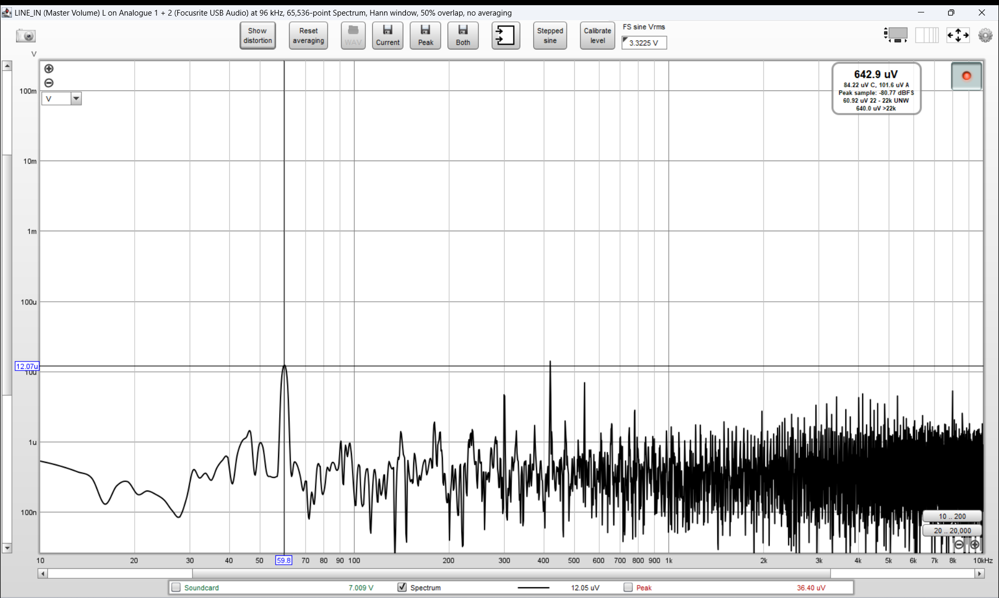 LINE_IN (Master Volume) L on Analogue 1 + 2 (Focusrite USB Audio) at 96 kHz, 65,536-point Spectrum, Hann window, 50% overlap, no averaging
Show distortion
Reset averaging
WAV
Current
Peak
Both
Stepped sine
Calibrate level
FS sine Vrms
3.3225 V
V
V
642.9 uV
84.22 uV C, 101.6 uV A
Peak sample: -80.77 dBFS
60.92 uV 22 - 22k UNW
640.0 uV >22k
100m
10m
1m
100u
12.07u
10u
1u
100n
10 .. 200
20 .. 20,000
10 20 30 40 50 59.8 70 80 90 100 200 300 400 500 600 700 800 900 1k 2k 3k 4k 5k 6k 7k 8k 10kHz
Soundcard 7.009 V Spectrum 12.05 uV Peak 36.40 uV